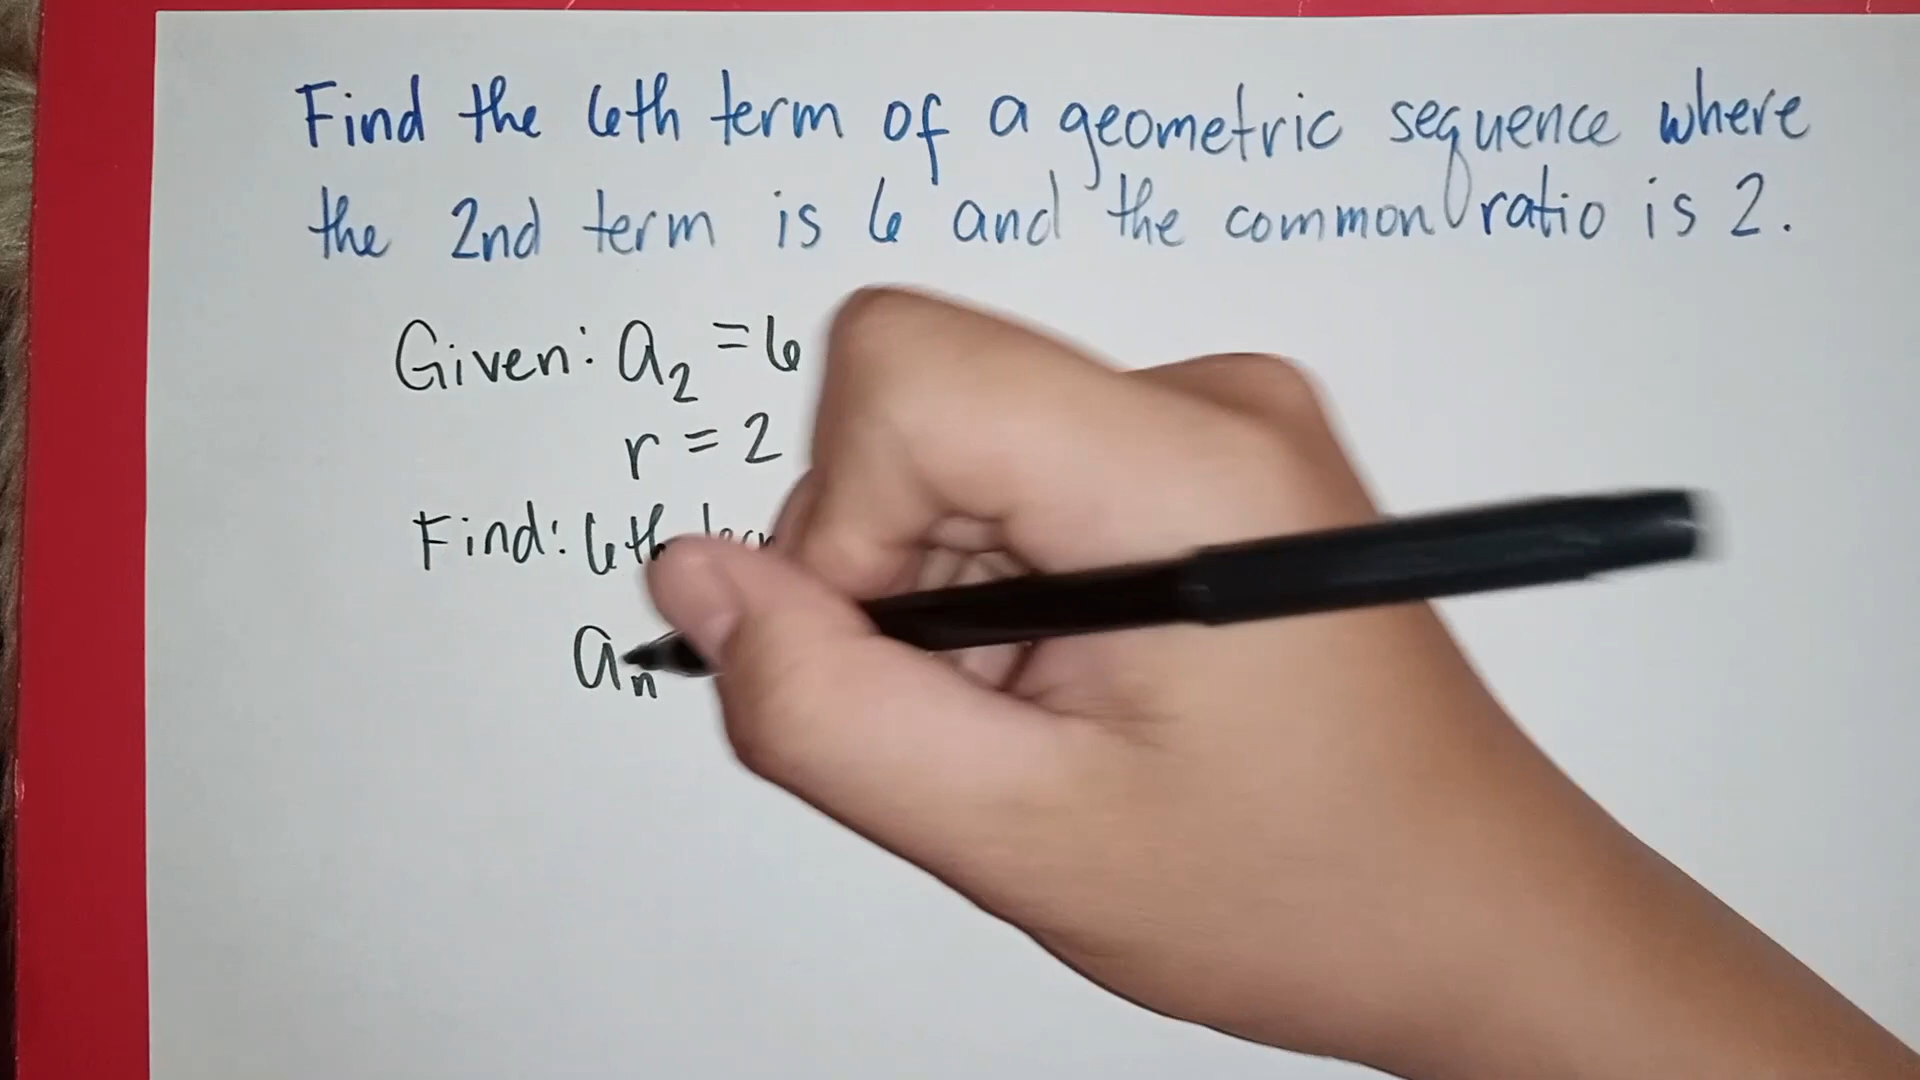 Find the 6th term of a geometric sequence where
the 2nd term is 6 and the common ratio is 2.
Given: a₂ = 6
r = 2
Find: 6th
aₙ